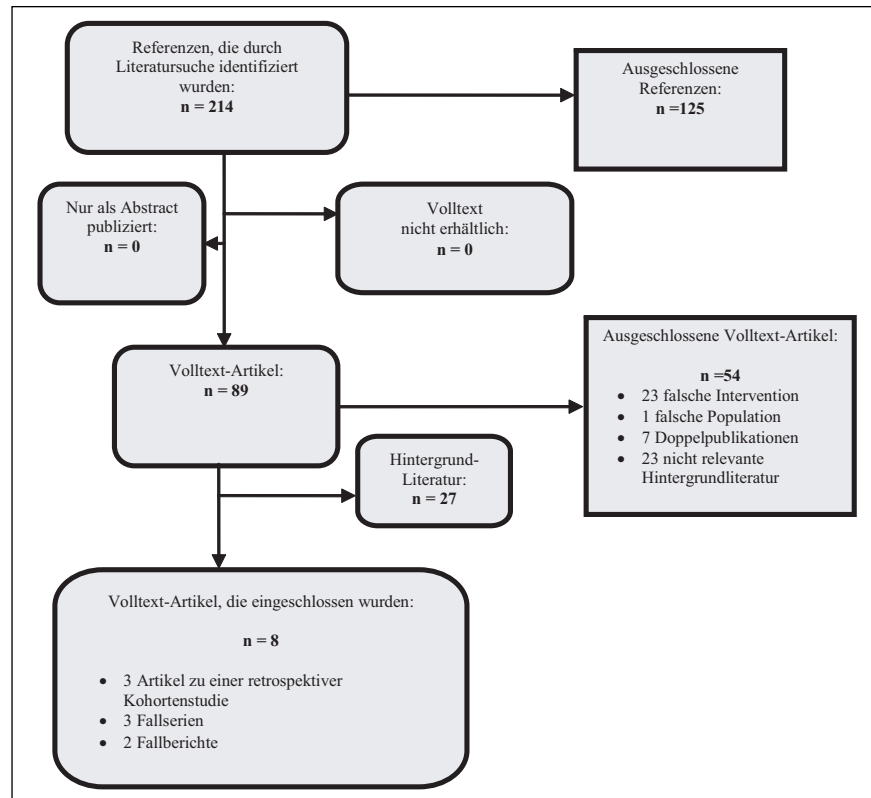 Referenzen, die durch
Literatursuche identifiziert
wurden:
n = 214
Ausgeschlossene
Referenzen:
n =125
Nur als Abstract
publiziert:
n = 0
Volltext
nicht erhältlich:
n = 0
Volltext-Artikel:
n = 89
Ausgeschlossene Volltext-Artikel:
n =54
• 23 falsche Intervention
• 1 falsche Population
• 7 Doppelpublikationen
• 23 nicht relevante
Hintergrundliteratur
Hintergrund-
Literatur:
n = 27
Volltext-Artikel, die eingeschlossen wurden:
n = 8
• 3 Artikel zu einer retrospektiver
Kohortenstudie
• 3 Fallserien
• 2 Fallberichte